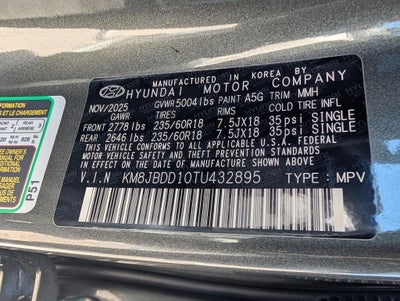 MANUFACTURED IN KOREA BY
HYUNDAI MOTOR COMPANY
NOV/2025 GVWR 5004lbs PAINT A5G TRIM MMH
GAWR TIRES RIMS COLD TIRE INFL
FRONT 2778lbs 235/60R18 7.5JX18 35psi SINGLE
REAR 2646lbs 235/60R18 7.5JX18 35psi SINGLE
THIS VEHICLE CONFORMS TO ALL APPLICABLE U.S.A. FEDERAL
MOTOR VEHICLE SAFETY AND THEFT PREVENTION STANDARDS
IN EFFECT ON THE DATE OF MANUFACTURE SHOWN ABOVE.
V.I.N KM8JBDD10TU432895 TYPE: MPV
ET LE CHARGEMENT
P51